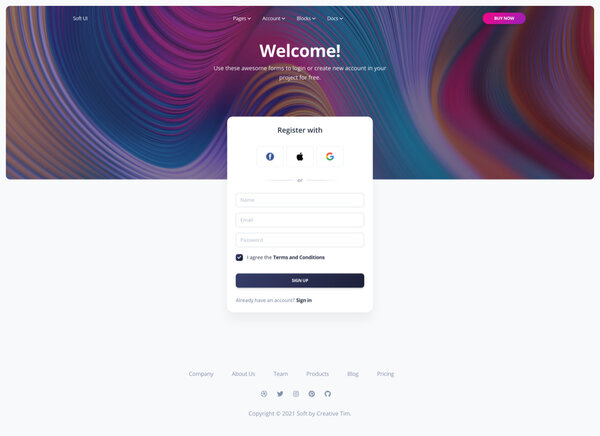 Soft UI
Pages
Account
Blocks
Docs
BUY NOW
Welcome!
Use these awesome forms to login or create new account in your
project for free.
Register with
or
Name
Email
Password
I agree the Terms and Conditions
SIGN UP
Already have an account? Sign in
Company
About Us
Team
Products
Blog
Pricing
Copyright © 2021 Soft by Creative Tim.